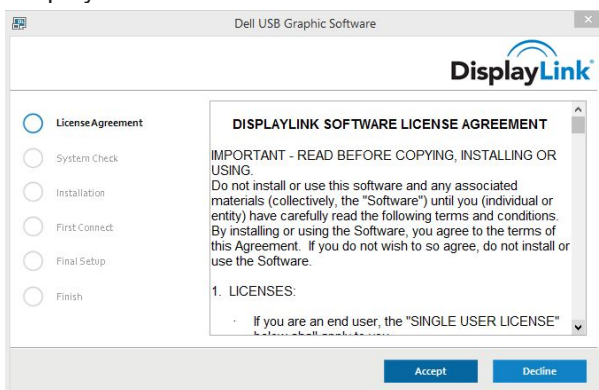 Dell USB Graphic Software
DisplayLink
License Agreement
System Check
Installation
First Connect
Final Setup
Finish
DISPLAYLINK SOFTWARE LICENSE AGREEMENT
IMPORTANT - READ BEFORE COPYING, INSTALLING OR
USING.
Do not install or use this software and any associated
materials (collectively, the "Software") until you (individual or
entity) have carefully read the following terms and conditions.
By installing or using the Software, you agree to the terms of
this Agreement. If you do not wish to so agree, do not install or
use the Software.
1. LICENSES:
· If you are an end user, the "SINGLE USER LICENSE"
Accept
Decline